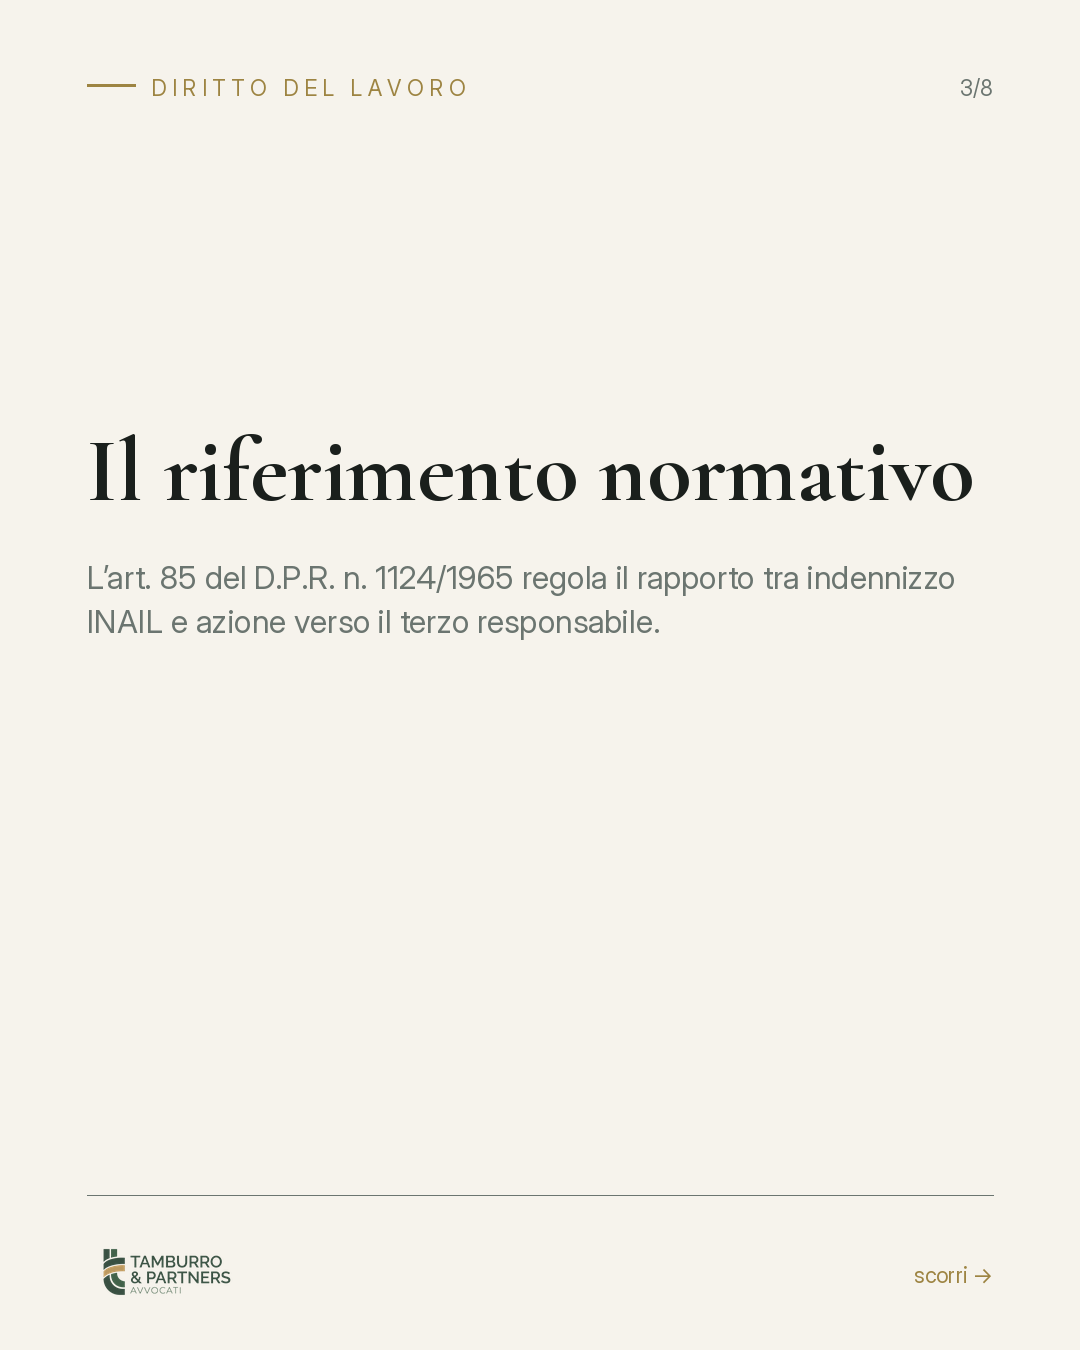 DIRITTO DEL LAVORO
3/8
Il riferimento normativo
L’art. 85 del D.P.R. n. 1124/1965 regola il rapporto tra indennizzo
INAIL e azione verso il terzo responsabile.
TAMBURRO
& PARTNERS
AVVOCATI
scorri →